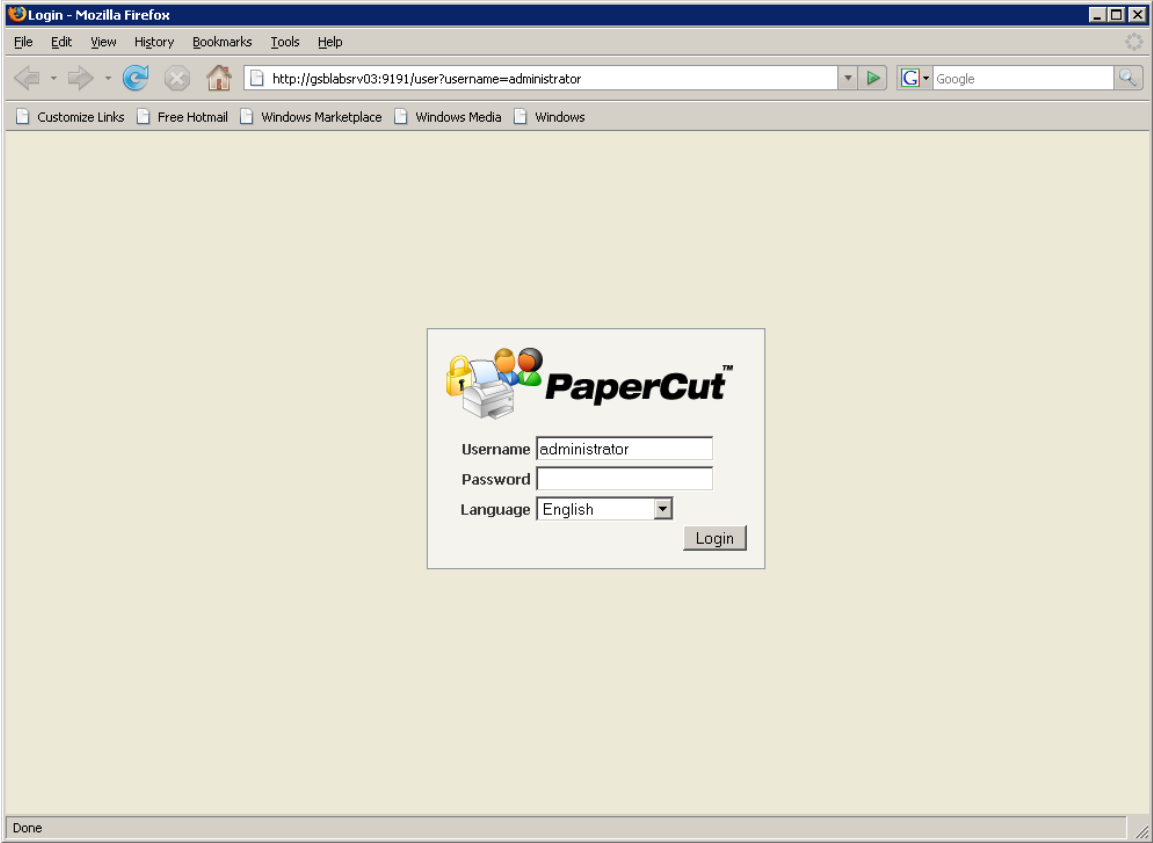 Login - Mozilla Firefox
File Edit View History Bookmarks Tools Help
http://gsblabsrv03:9191/user?username=administrator G Google
Customize Links Free Hotmail Windows Marketplace Windows Media Windows
PaperCut™
Username administrator
Password
Language English
Login
Done